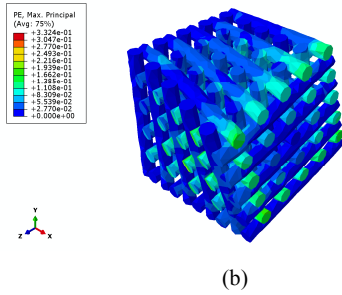 PE, Max. Principal
(Avg: 75%)
+3.324e-01
+3.047e-01
+2.770e-01
+2.493e-01
+2.216e-01
+1.939e-01
+1.662e-01
+1.385e-01
+1.108e-01
+8.309e-02
+5.539e-02
+2.770e-02
+0.000e+00
Y
Z X
(b)